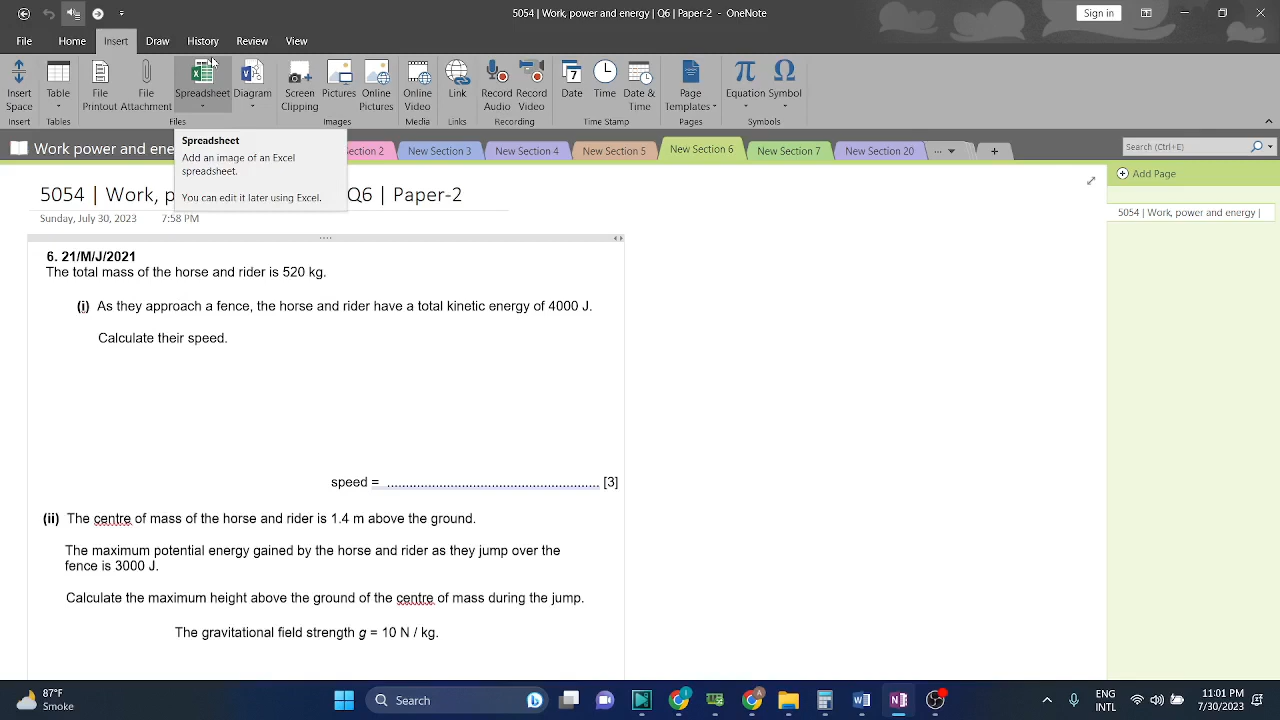 5054 | Work, power and energy | Q6 | Paper-2 - OneNote
Sign in
File Home Insert Draw History Review View
Insert Space
Table
File Printout
File Attachment
Spreadsheet
Diagram
Screen Clipping
Pictures
Online Pictures
Online Video
Link
Record Audio
Record Video
Date
Time
Date & Time
Page Templates
Equation
Symbol
Insert Tables Files Images Media Links Recording Time Stamp Pages Symbols
Work power and ene
ection 2 New Section 3 New Section 4 New Section 5 New Section 6 New Section 7 New Section 20 ... +
Search (Ctrl+E)
Spreadsheet
Add an image of an Excel
spreadsheet.
You can edit it later using Excel.
Add Page
5054 | Work, power and energy |
5054 | Work, p Q6 | Paper-2
Sunday, July 30, 2023 7:58 PM
6. 21/M/J/2021
The total mass of the horse and rider is 520 kg.
(i) As they approach a fence, the horse and rider have a total kinetic energy of 4000 J.
Calculate their speed.
speed = .......................................................... [3]
(ii) The centre of mass of the horse and rider is 1.4 m above the ground.
The maximum potential energy gained by the horse and rider as they jump over the
fence is 3000 J.
Calculate the maximum height above the ground of the centre of mass during the jump.
The gravitational field strength g = 10 N / kg.
87°F
Smoke
Search
ENG
INTL
11:01 PM
7/30/2023